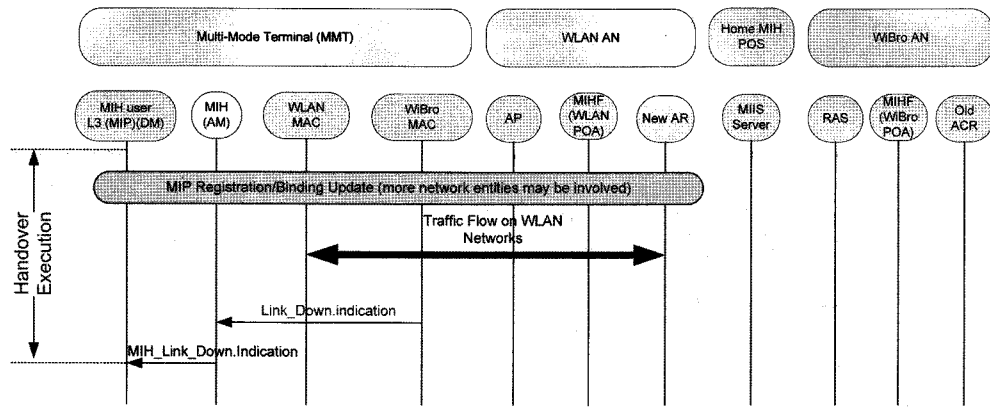 Multi-Mode Terminal (MMT)
WLAN AN
Home MIH
POS
WiBro AN
MIH user
L3 (MIP)(DM)
MIH
(AM)
WLAN
MAC
WiBro
MAC
AP
MIHF
(WLAN
POA)
New AR
MIIS
Server
RAS
MIHF
(WiBro
POA)
Old
ACR
MIP Registration/Binding Update (more network entities may be involved)
Traffic Flow on WLAN
Networks
Handover
Execution
Link_Down.indication
MIH_Link_Down.Indication